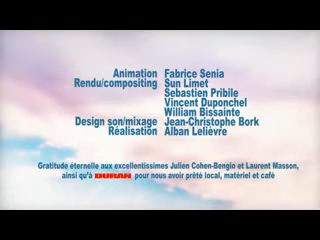 Animation Fabrice Senia
Rendu/compositing Sun Limet
Sebastien Pribile
Vincent Duponchel
William Bissainte
Design son/mixage Jean-Christophe Bork
Réalisation Alban Lelièvre
Gratitude éternelle aux excellentissimes Julien Cohen-Bengio et Laurent Masson,
ainsi qu'à DURAN pour nous avoir prêté local, matériel et café